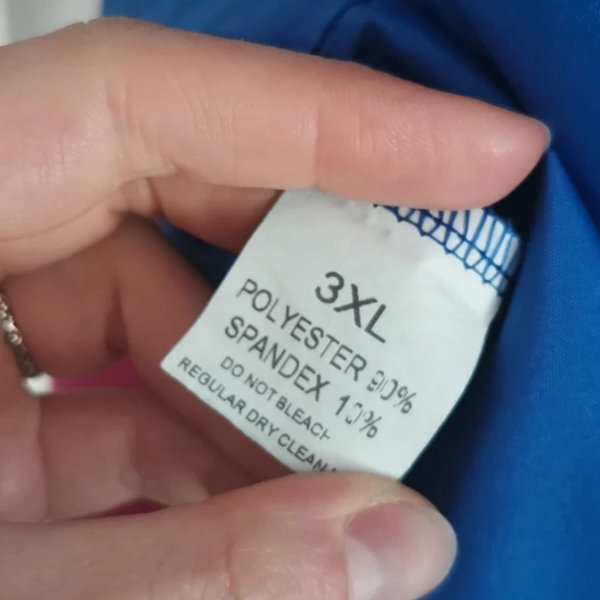 3XL
POLYESTER 90%
SPANDEX 10%
DO NOT BLEACH
REGULAR DRY CLEAN